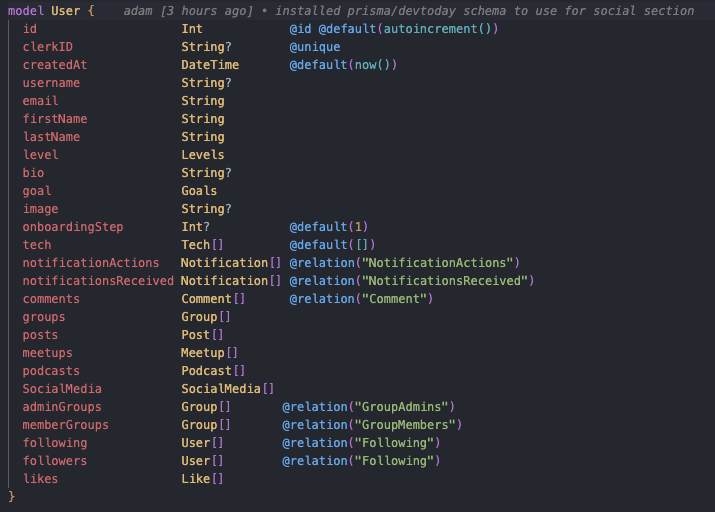 model User {    adam [3 hours ago] • installed prisma/devtoday schema to use for social section
  id                    Int            @id @default(autoincrement())
  clerkID               String?        @unique
  createdAt             DateTime       @default(now())
  username              String?
  email                 String
  firstName             String
  lastName              String
  level                 Levels
  bio                   String?
  goal                  Goals
  image                 String?
  onboardingStep        Int?           @default(1)
  tech                  Tech[]         @default([])
  notificationActions   Notification[] @relation("NotificationActions")
  notificationsReceived Notification[] @relation("NotificationsReceived")
  comments              Comment[]      @relation("Comment")
  groups                Group[]
  posts                 Post[]
  meetups               Meetup[]
  podcasts              Podcast[]
  SocialMedia           SocialMedia[]
  adminGroups           Group[]       @relation("GroupAdmins")
  memberGroups          Group[]       @relation("GroupMembers")
  following             User[]        @relation("Following")
  followers             User[]        @relation("Following")
  likes                 Like[]
}